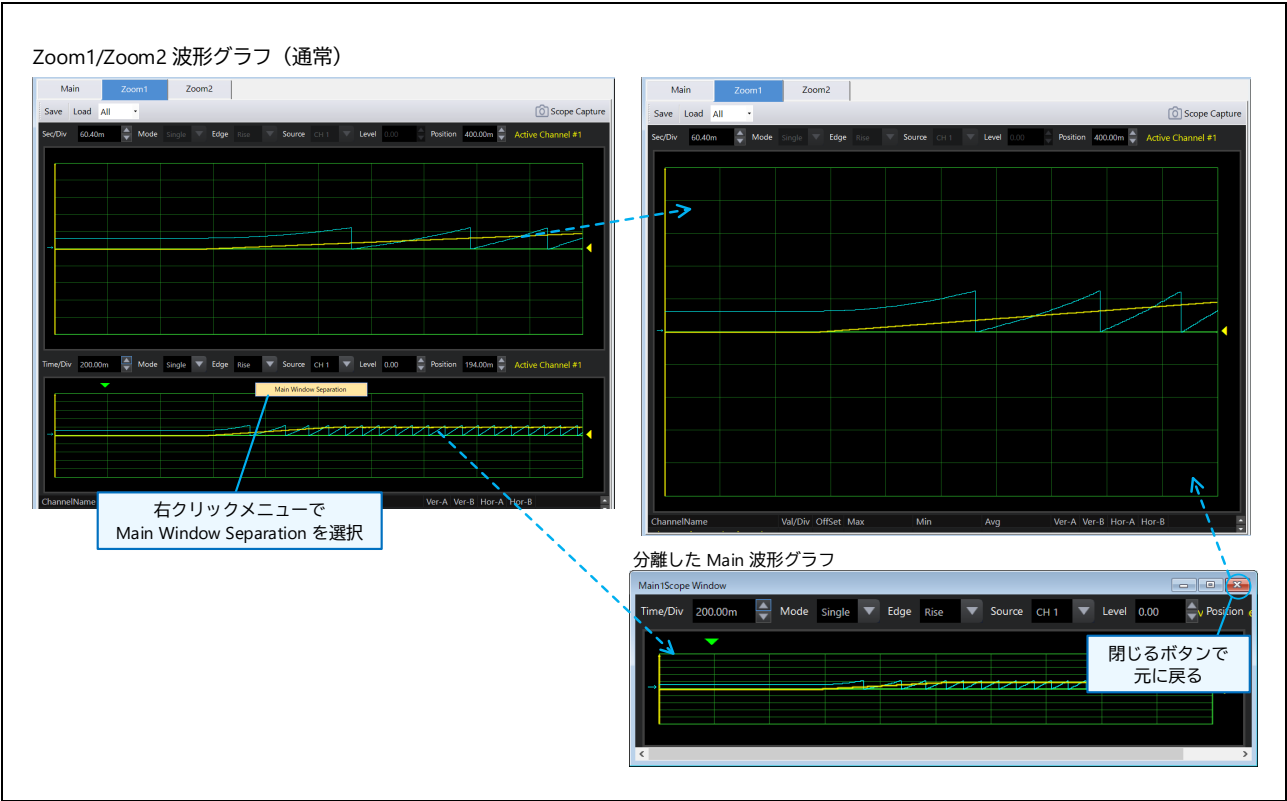 Zoom1/Zoom2 波形グラフ（通常）
Main Zoom1 Zoom2
Save Load All Scope Capture
Sec/Div 60.40m Mode Single Edge Rise Source CH 1 Level 0.00 Position 400.00m Active Channel #1
Time/Div 200.00m Mode Single Edge Rise Source CH 1 Level 0.00 Position 194.00m Active Channel #1
Main Window Separation
ChannelName Ver-A Ver-B Hor-A Hor-B
右クリックメニューで
Main Window Separation を選択
Main Zoom1 Zoom2
Save Load All Scope Capture
Sec/Div 60.40m Mode Single Edge Rise Source CH 1 Level 0.00 Position 400.00m Active Channel #1
ChannelName Val/Div OffSet Max Min Avg Ver-A Ver-B Hor-A Hor-B
分離した Main 波形グラフ
Main1Scope Window
Time/Div 200.00m Mode Single Edge Rise Source CH 1 Level 0.00 Position
閉じるボタンで
元に戻る